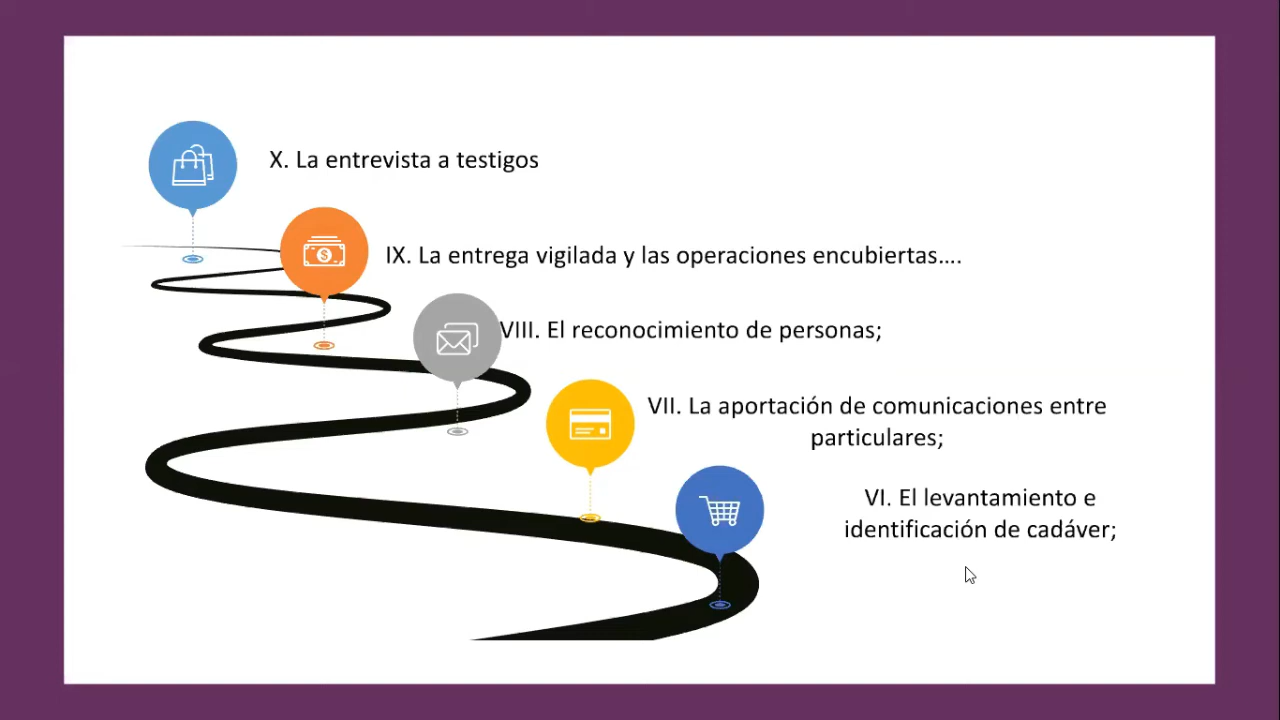 X. La entrevista a testigos
IX. La entrega vigilada y las operaciones encubiertas....
VIII. El reconocimiento de personas;
VII. La aportación de comunicaciones entre
particulares;
VI. El levantamiento e
identificación de cadáver;